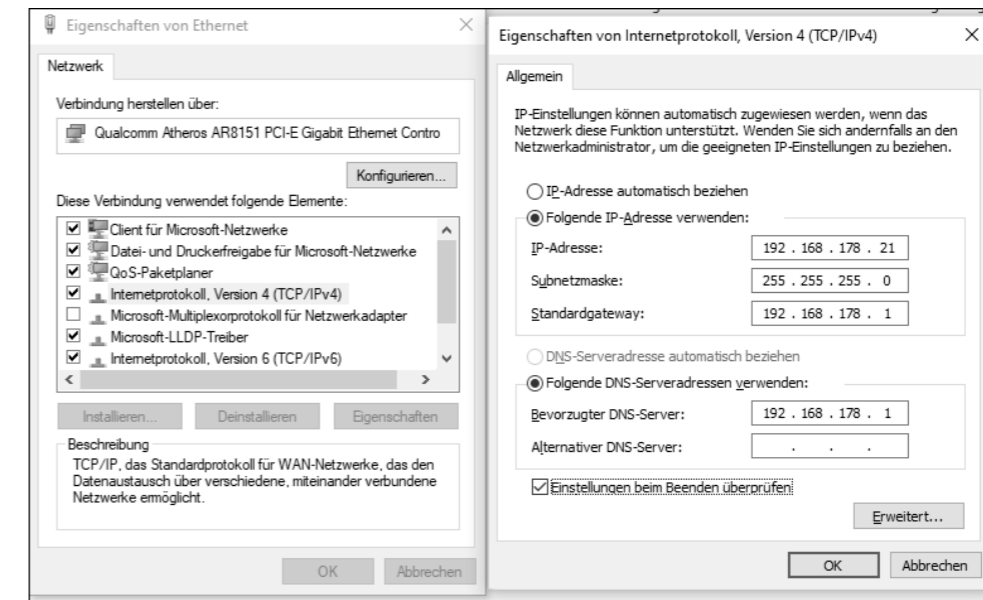 Eigenschaften von Ethernet
Netzwerk
Verbindung herstellen über:
Qualcomm Atheros AR8151 PCI-E Gigabit Ethernet Contro
Konfigurieren...
Diese Verbindung verwendet folgende Elemente:
Client für Microsoft-Netzwerke
Datei- und Druckerfreigabe für Microsoft-Netzwerke
QoS-Paketplaner
Internetprotokoll, Version 4 (TCP/IPv4)
Microsoft-Multiplexorprotokoll für Netzwerkadapter
Microsoft-LLDP-Treiber
Internetprotokoll, Version 6 (TCP/IPv6)
Installieren...
Deinstallieren
Eigenschaften
Beschreibung
TCP/IP, das Standardprotokoll für WAN-Netzwerke, das den
Datenaustausch über verschiedene, miteinander verbundene
Netzwerke ermöglicht.
OK
Abbrechen
Eigenschaften von Internetprotokoll, Version 4 (TCP/IPv4)
Allgemein
IP-Einstellungen können automatisch zugewiesen werden, wenn das
Netzwerk diese Funktion unterstützt. Wenden Sie sich andernfalls an den
Netzwerkadministrator, um die geeigneten IP-Einstellungen zu beziehen.
IP-Adresse automatisch beziehen
Folgende IP-Adresse verwenden:
IP-Adresse: 192 . 168 . 178 . 21
Subnetzmaske: 255 . 255 . 255 . 0
Standardgateway: 192 . 168 . 178 . 1
DNS-Serveradresse automatisch beziehen
Folgende DNS-Serveradressen verwenden:
Bevorzugter DNS-Server: 192 . 168 . 178 . 1
Alternativer DNS-Server: . . .
Einstellungen beim Beenden überprüfen
Erweitert...
OK
Abbrechen